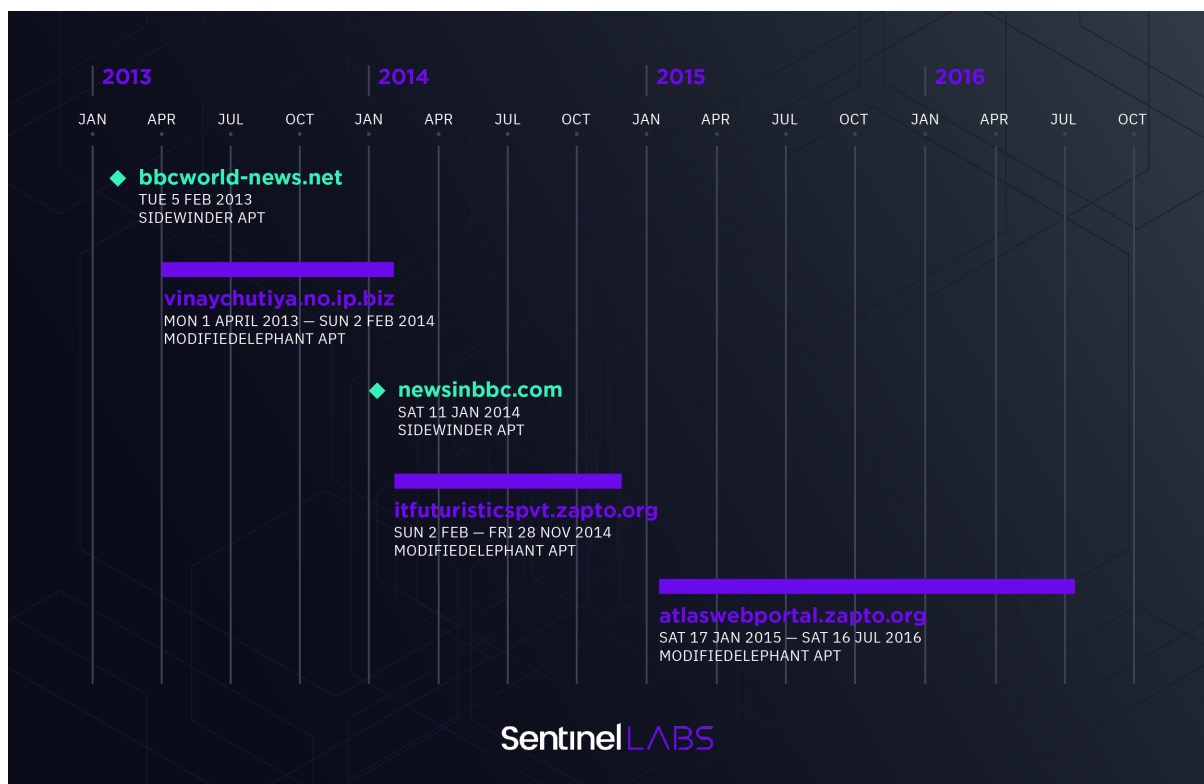 2013 2014 2015 2016
JAN APR JUL OCT JAN APR JUL OCT JAN APR JUL OCT JAN APR JUL OCT
bbcworld-news.net
TUE 5 FEB 2013
SIDEWINDER APT
vinaychutiya.no.ip.biz
MON 1 APRIL 2013 — SUN 2 FEB 2014
MODIFIEDELEPHANT APT
newsinbbc.com
SAT 11 JAN 2014
SIDEWINDER APT
itfuturisticspvt.zapto.org
SUN 2 FEB — FRI 28 NOV 2014
MODIFIEDELEPHANT APT
atlaswebportal.zapto.org
SAT 17 JAN 2015 — SAT 16 JUL 2016
MODIFIEDELEPHANT APT
Sentinel LABS